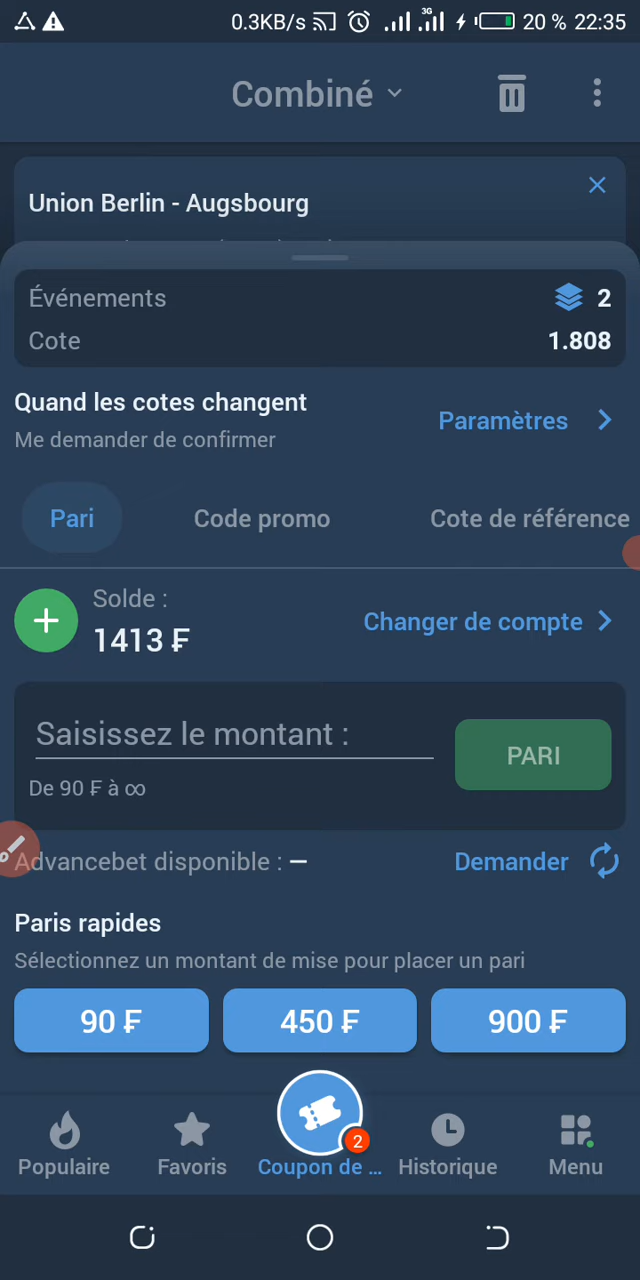 0.3KB/s 3G 20 % 22:35
Combiné
Union Berlin - Augsbourg
Événements 2
Cote 1.808
Quand les cotes changent
Me demander de confirmer
Paramètres
Pari Code promo Cote de référence
Solde :
1413 ₣
Changer de compte
Saisissez le montant :
PARI
De 90 ₣ à ∞
Advancebet disponible : – Demander
Paris rapides
Sélectionnez un montant de mise pour placer un pari
90 ₣ 450 ₣ 900 ₣
2
Populaire Favoris Coupon de ... Historique Menu